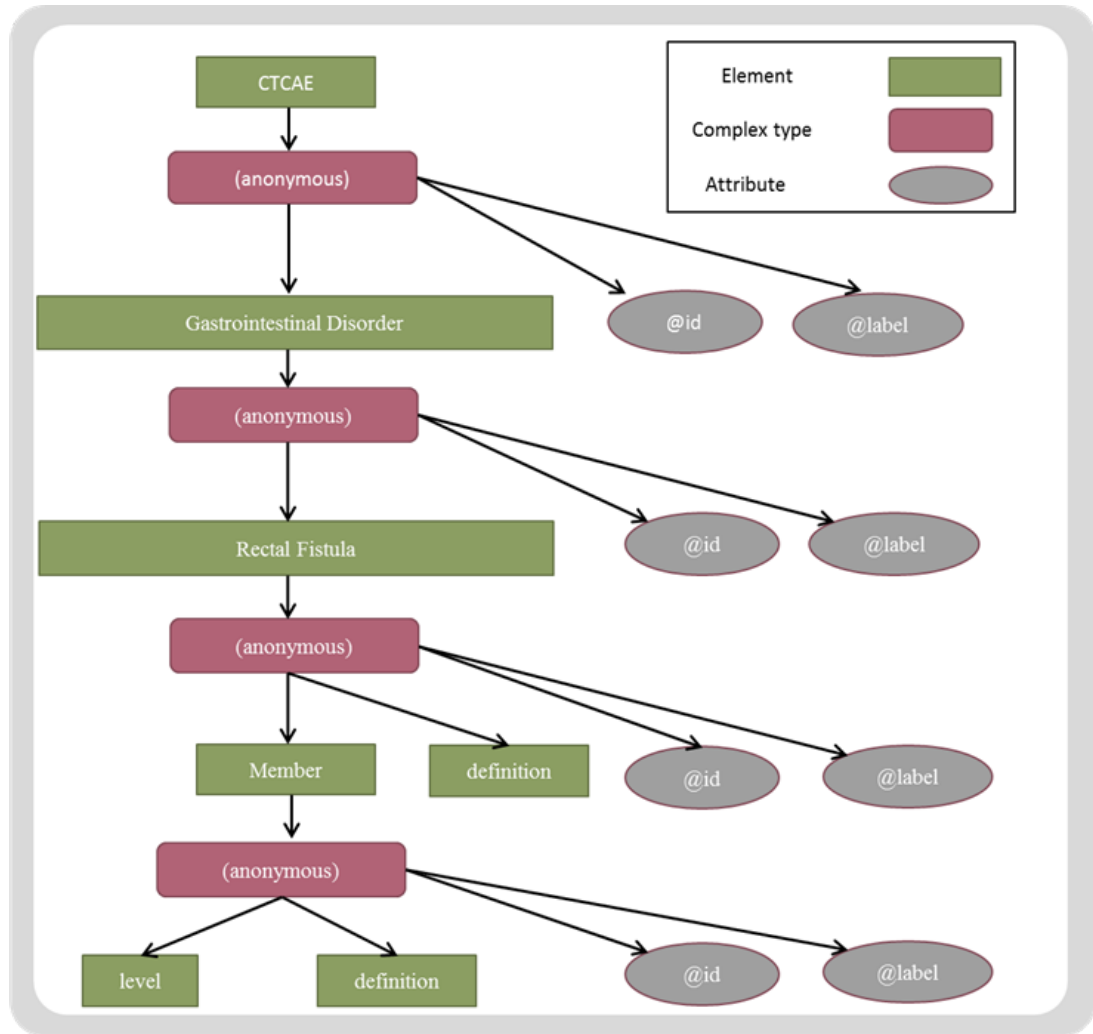 CTCAE
Element
Complex type
Attribute
(anonymous)
Gastrointestinal Disorder
@id
@label
(anonymous)
Rectal Fistula
@id
@label
(anonymous)
Member
definition
@id
@label
(anonymous)
level
definition
@id
@label